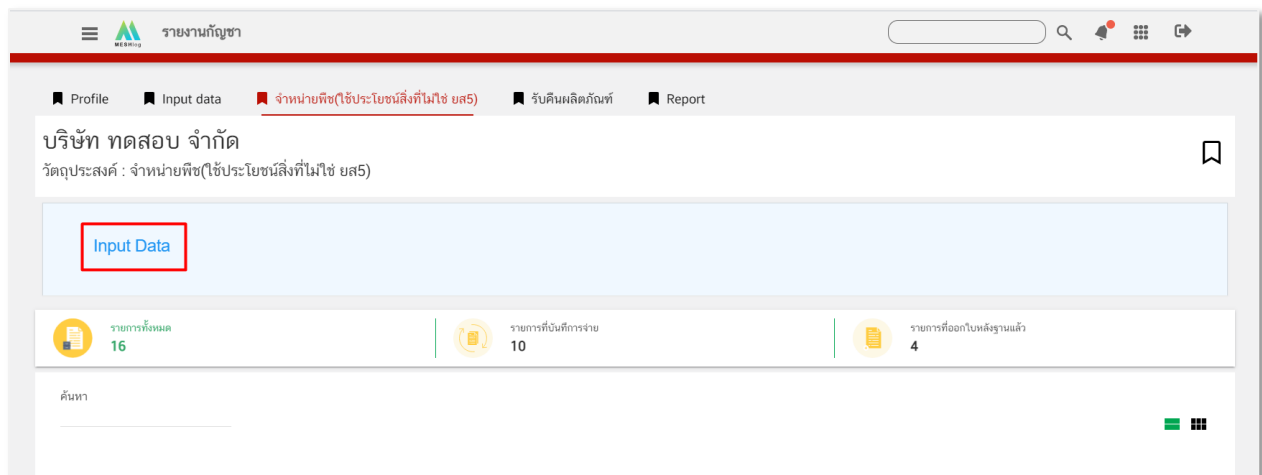 MESHlog
รายงานกัญชา
Profile
Input data
จำหน่ายพืช(ใช้ประโยชน์สิ่งที่ไม่ใช่ ยส5)
รับคืนผลิตภัณฑ์
Report
บริษัท ทดสอบ จำกัด
วัตถุประสงค์ : จำหน่ายพืช(ใช้ประโยชน์สิ่งที่ไม่ใช่ ยส5)
Input Data
รายการทั้งหมด
16
รายการที่บันทึการจ่าย
10
รายการที่ออกใบหลังฐานแล้ว
4
ค้นหา